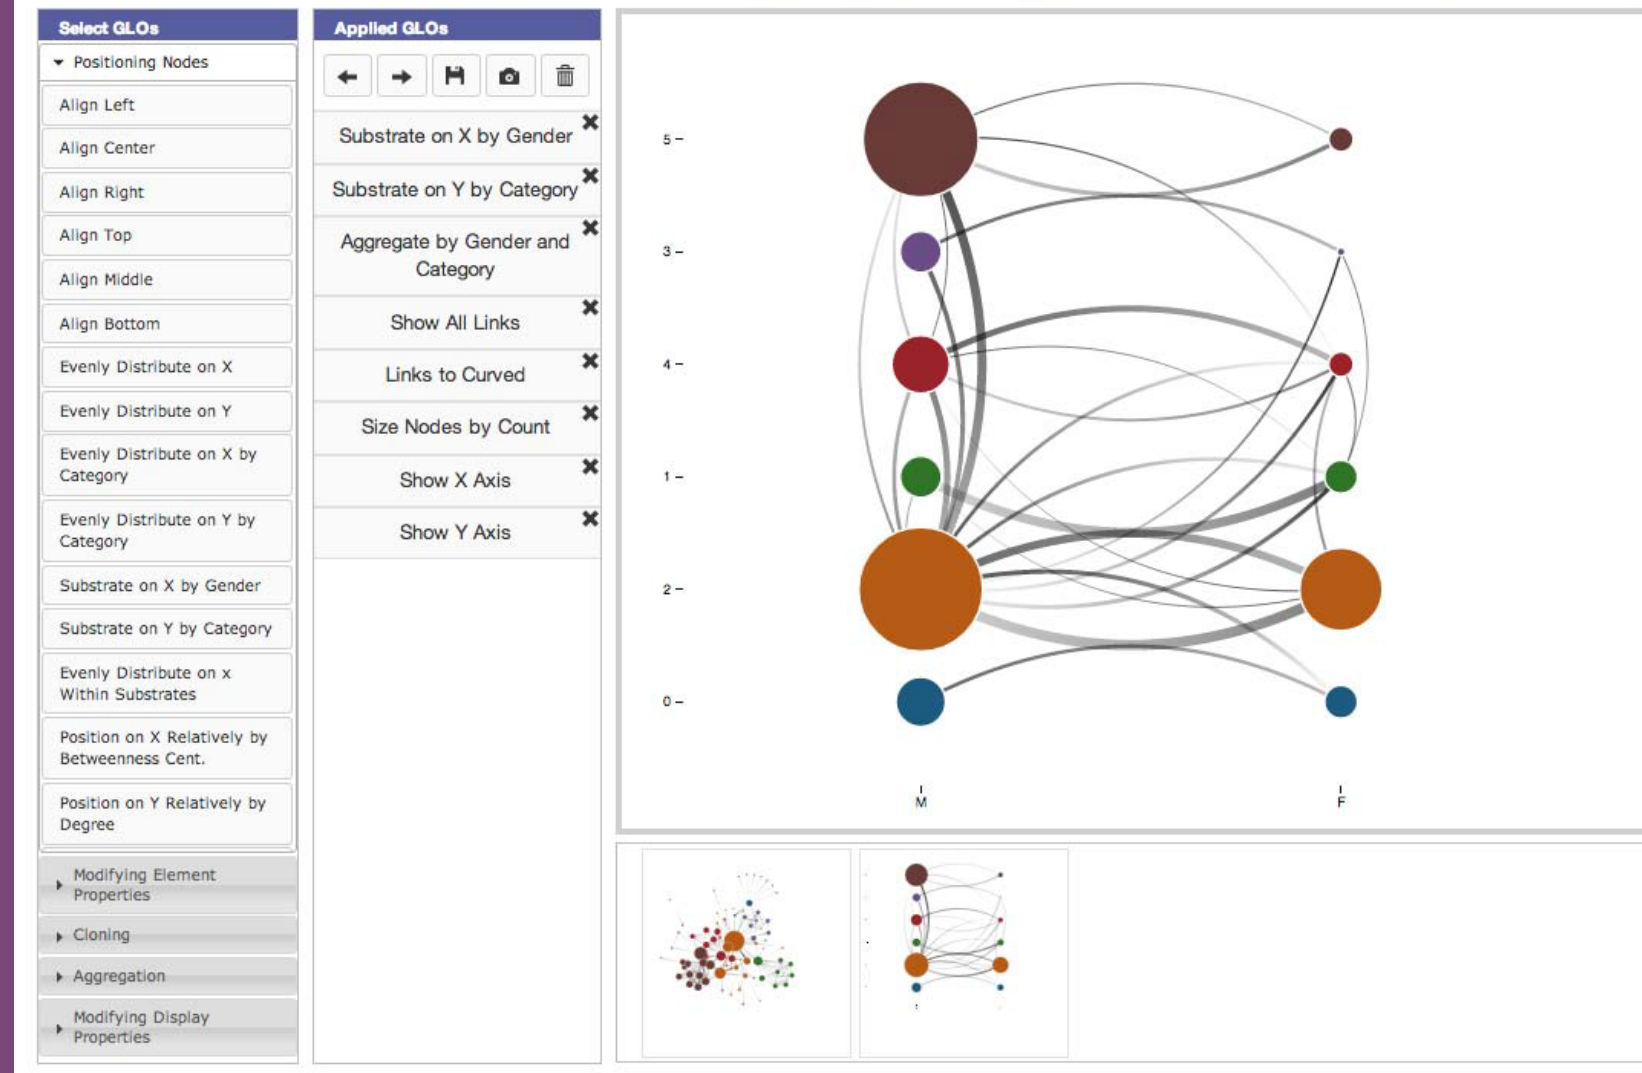 Select GLOs
Positioning Nodes
Align Left
Align Center
Align Right
Align Top
Align Middle
Align Bottom
Evenly Distribute on X
Evenly Distribute on Y
Evenly Distribute on X by
Category
Evenly Distribute on Y by
Category
Substrate on X by Gender
Substrate on Y by Category
Evenly Distribute on x
Within Substrates
Position on X Relatively by
Betweenness Cent.
Position on Y Relatively by
Degree
Modifying Element
Properties
Cloning
Aggregation
Modifying Display
Properties
Applied GLOs
Substrate on X by Gender
Substrate on Y by Category
Aggregate by Gender and
Category
Show All Links
Links to Curved
Size Nodes by Count
Show X Axis
Show Y Axis
5
3
4
1
2
0
M F